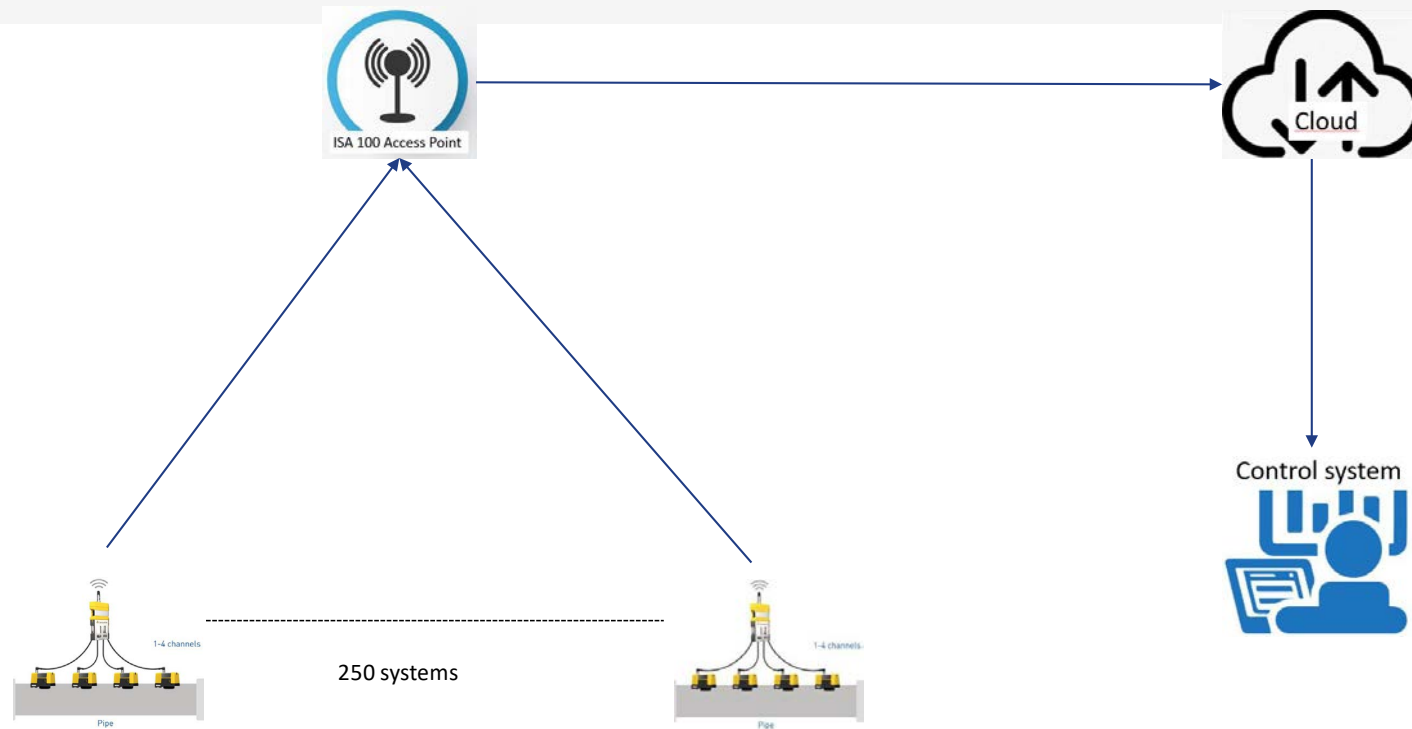 ISA 100 Access Point
Cloud
Control system
1-4 channels
1-4 channels.
250 systems
Pipe
Pipe